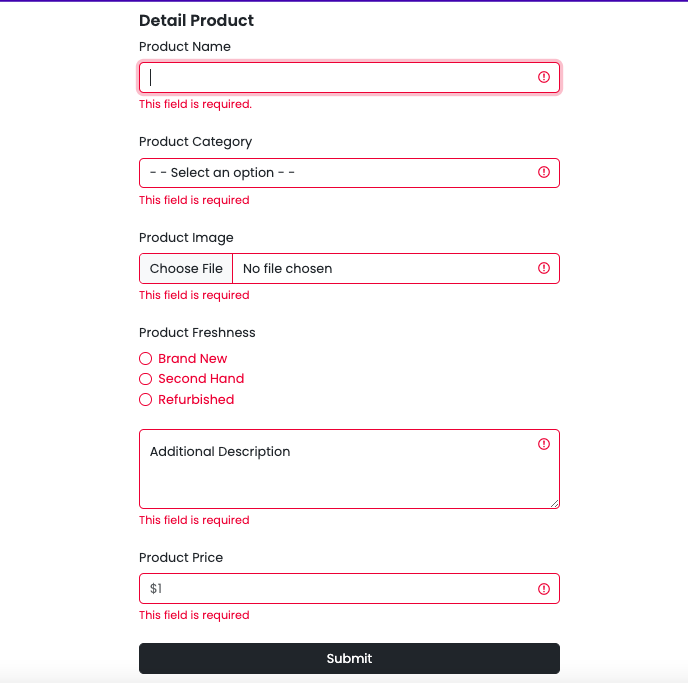 Detail Product
Product Name
This field is required.
Product Category
- - Select an option - -
This field is required
Product Image
Choose File No file chosen
This field is required
Product Freshness
Brand New
Second Hand
Refurbished
Additional Description
This field is required
Product Price
$1
This field is required
Submit